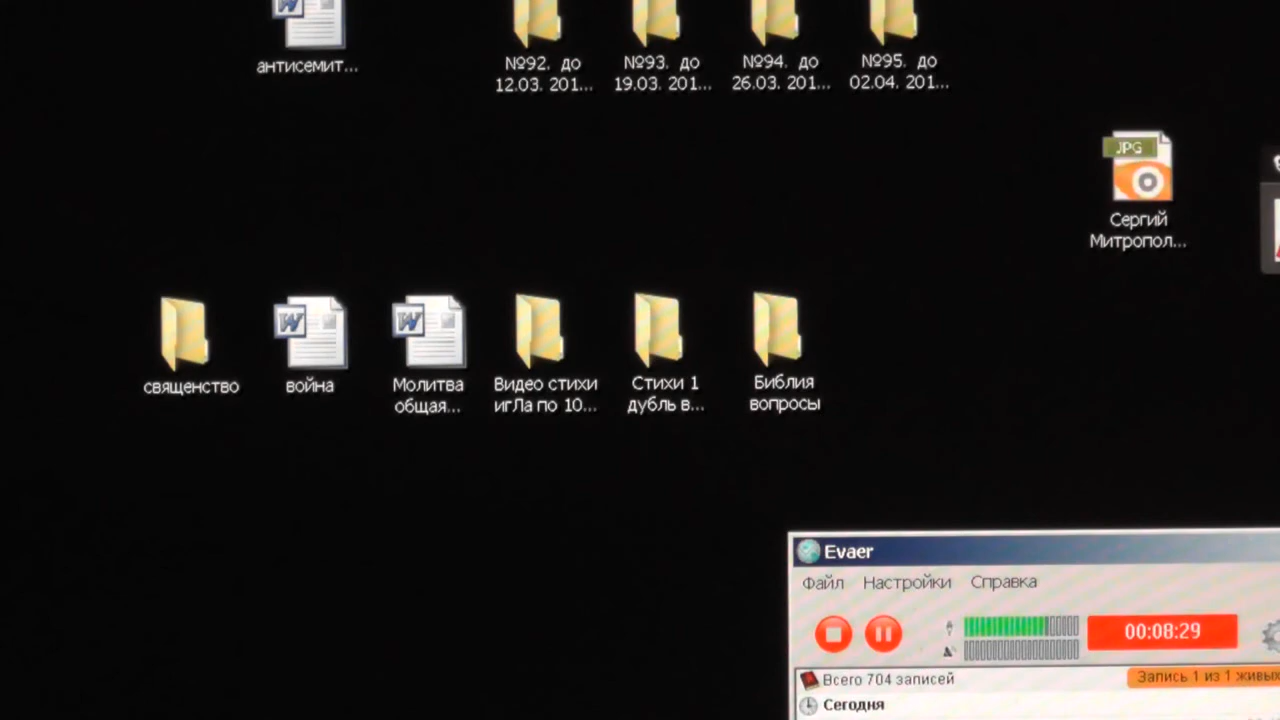 антисемит...
№92. до
12.03. 201...
№93. до
19.03. 201...
№94. до
26.03. 201...
№95. до
02.04. 201...
JPG
Сергий
Митропол...
священство
война
Молитва
общая...
Видео стихи
игЛа по 10...
Стихи 1
дубль в...
Библия
вопросы
Evaer
Файл Настройки Справка
00:08:29
Всего 704 записей
Запись 1 из 1 живых
Сегодня